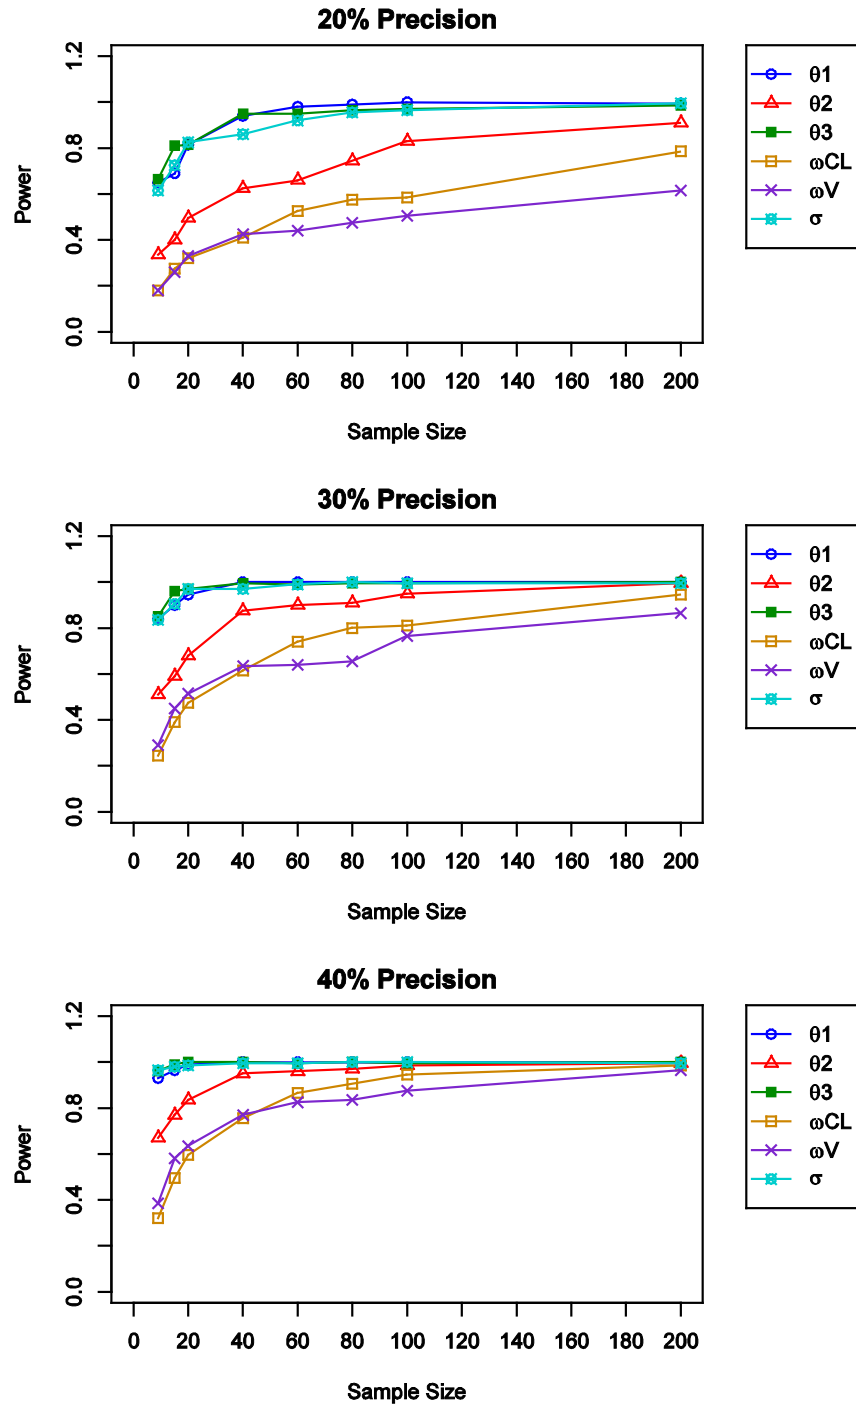 20% Precision
1.2
0.8
0.4
0.0
Power
0 20 40 60 80 100 120 140 160 180 200
Sample Size
θ1
θ2
θ3
ωCL
ωV
σ
30% Precision
1.2
0.8
0.4
0.0
Power
0 20 40 60 80 100 120 140 160 180 200
Sample Size
θ1
θ2
θ3
ωCL
ωV
σ
40% Precision
1.2
0.8
0.4
0.0
Power
0 20 40 60 80 100 120 140 160 180 200
Sample Size
θ1
θ2
θ3
ωCL
ωV
σ